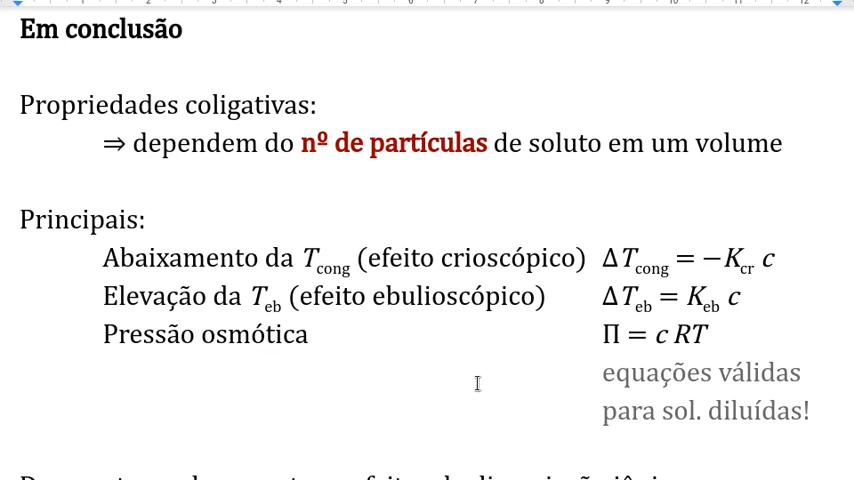 Em conclusão
Propriedades coligativas:
⇒ dependem do nº de partículas de soluto em um volume
Principais:
Abaixamento da T_cong (efeito crioscópico) ΔT_cong = −K_cr c
Elevação da T_eb (efeito ebulioscópico) ΔT_eb = K_eb c
Pressão osmótica Π = c RT
equações válidas
para sol. diluídas!